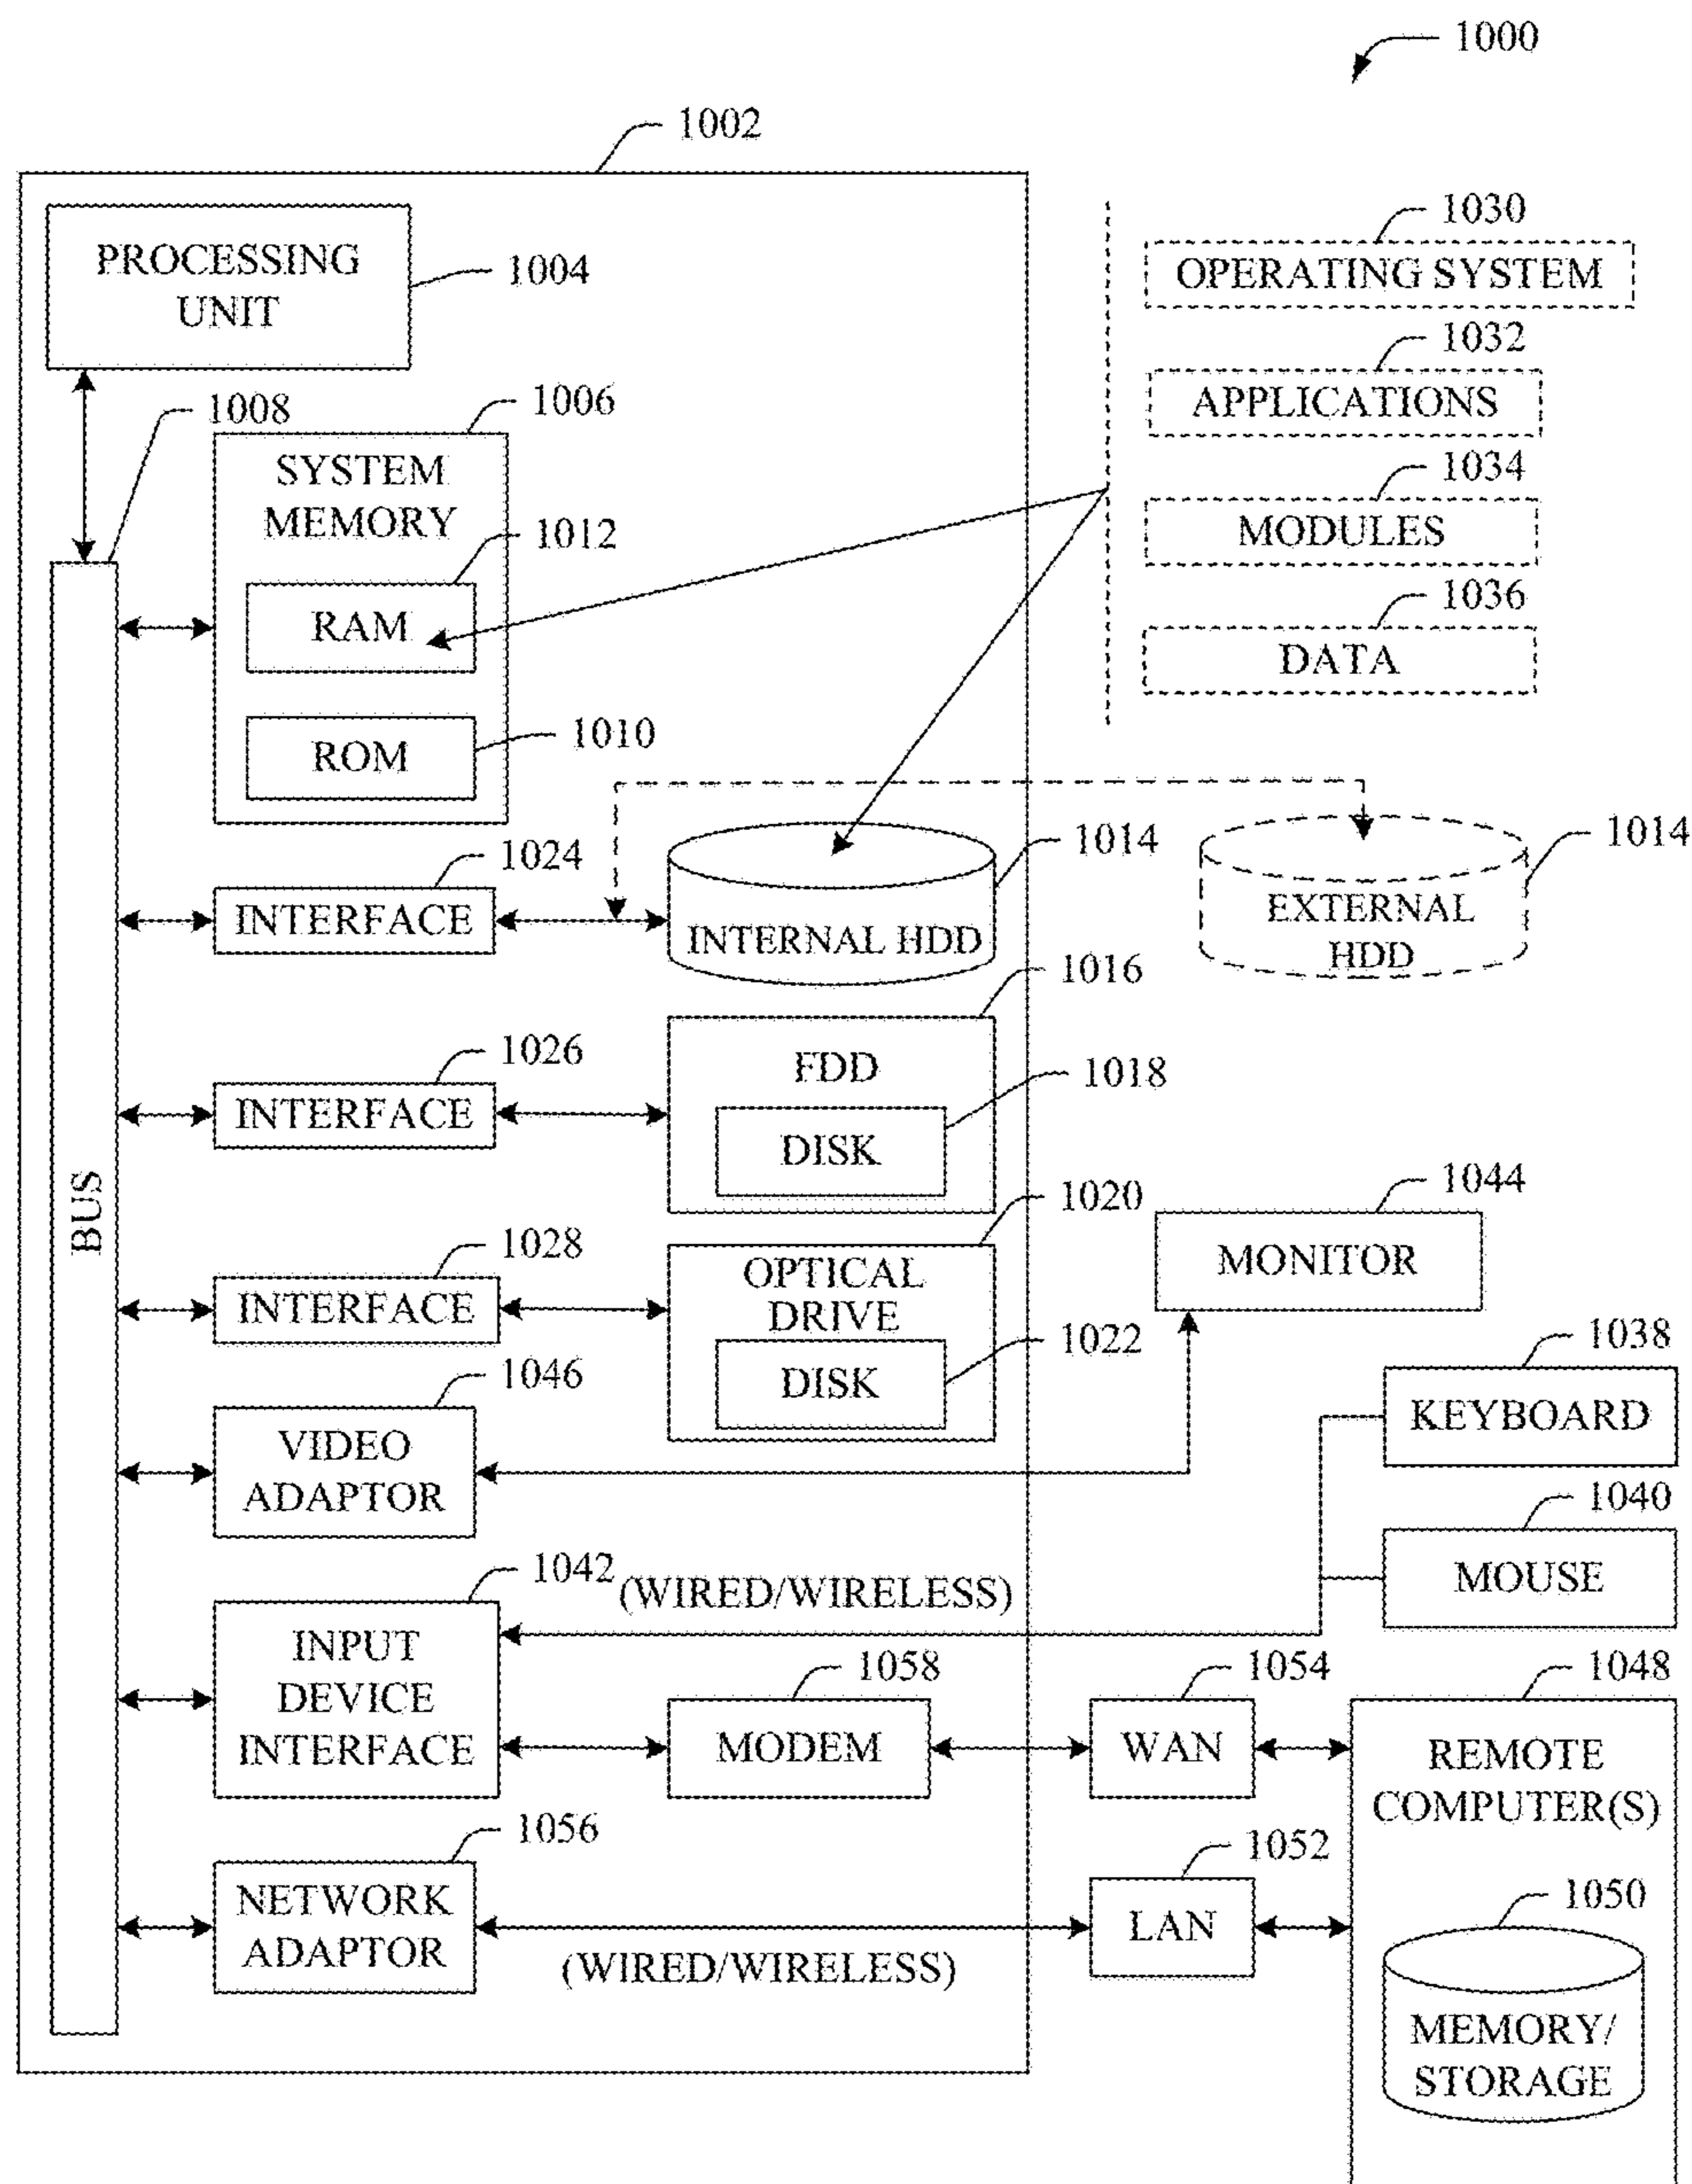 1000
1002
PROCESSING
UNIT
1004
1030
OPERATING SYSTEM
1032
APPLICATIONS
1034
MODULES
1036
DATA
1008
1006
SYSTEM
MEMORY
1012
RAM
1010
ROM
BUS
1024
INTERFACE
1014
INTERNAL HDD
1014
EXTERNAL
HDD
1026
INTERFACE
1016
FDD
1018
DISK
1028
INTERFACE
1020
OPTICAL
DRIVE
1022
DISK
1044
MONITOR
1046
VIDEO
ADAPTOR
1038
KEYBOARD
1040
MOUSE
1042
(WIRED/WIRELESS)
INPUT
DEVICE
INTERFACE
1058
MODEM
1054
WAN
1048
REMOTE
COMPUTER(S)
1056
NETWORK
ADAPTOR
(WIRED/WIRELESS)
1052
LAN
1050
MEMORY/
STORAGE